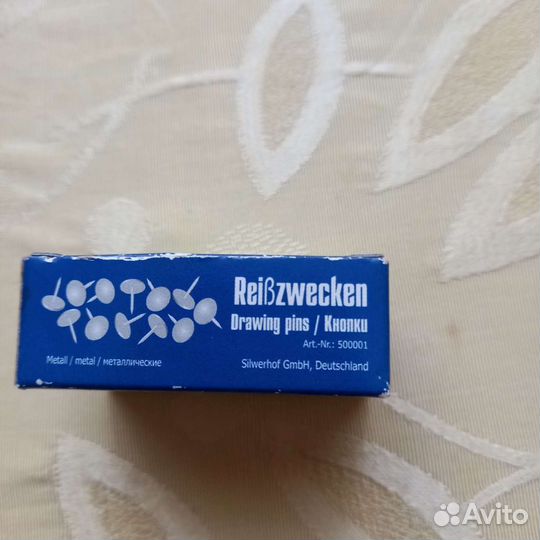 Reißzwecken
Drawing pins / Кнопки
Art.-Nr.: 500001
Metall / metal / металлические
Silwerhof GmbH, Deutschland
Avito